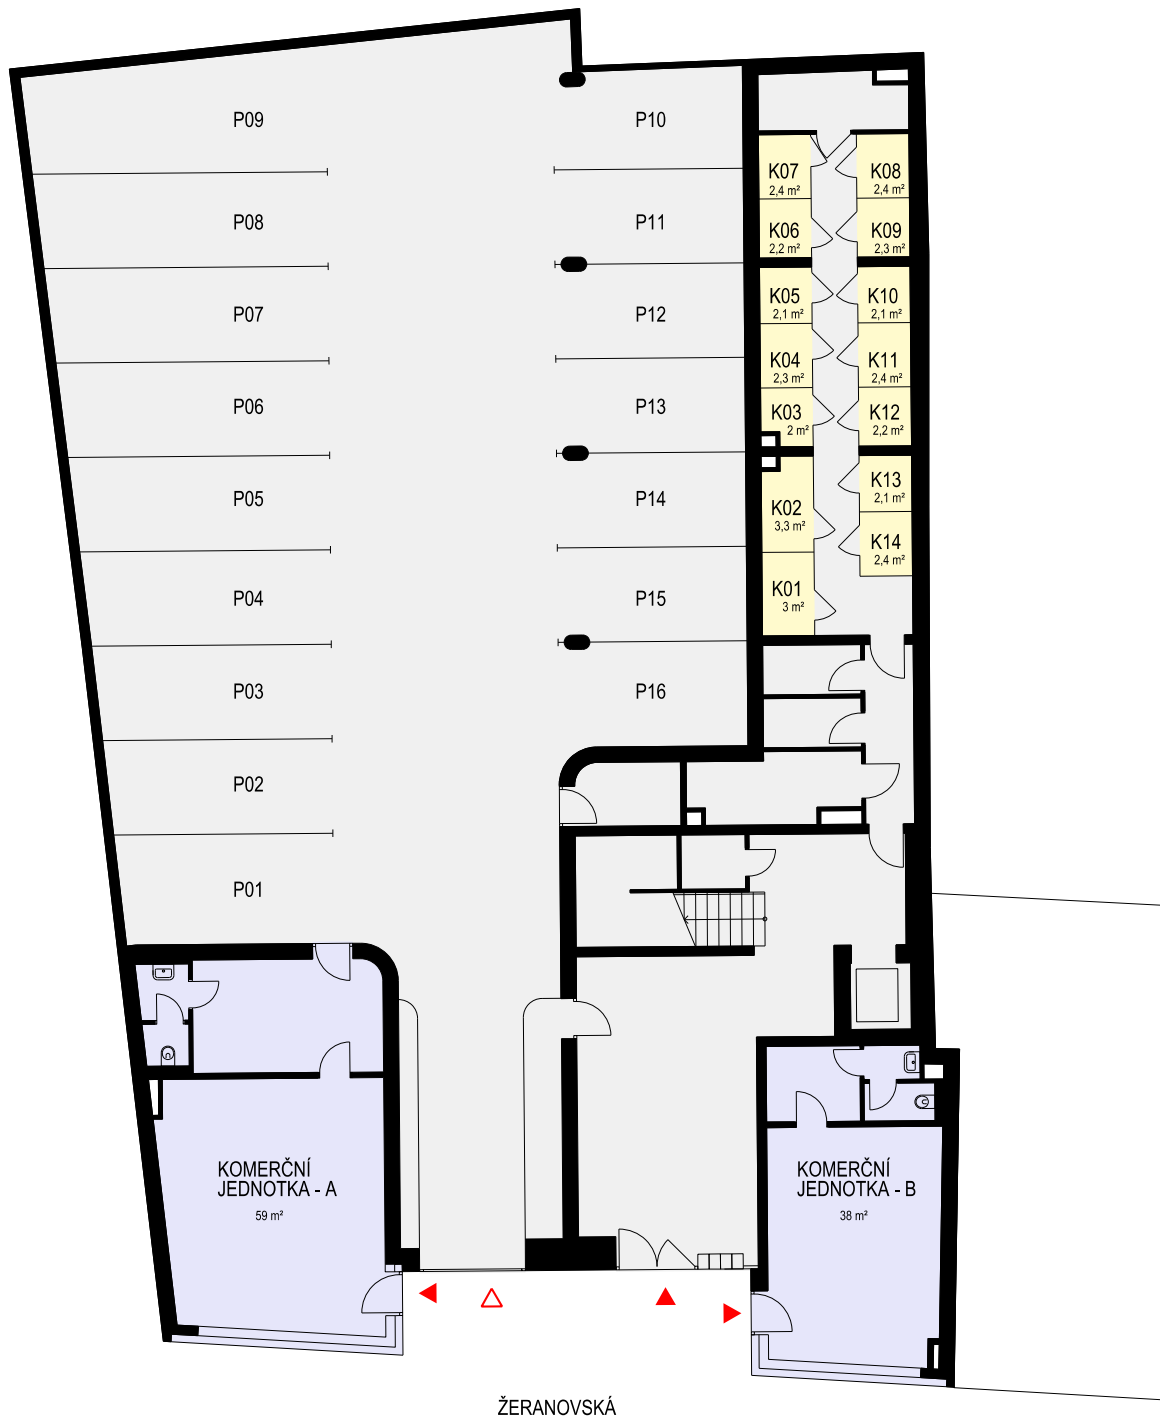 P09
P10
P08
P11
P07
P12
P06
P13
P05
P14
P04
P15
P03
P16
P02
P01
K07
2,4 m²
K08
2,4 m²
K06
2,2 m²
K09
2,3 m²
K05
2,1 m²
K10
2,1 m²
K04
2,3 m²
K11
2,4 m²
K03
2 m²
K12
2,2 m²
K02
3,3 m²
K13
2,1 m²
K14
2,4 m²
K01
3 m²
KOMERČNÍ
JEDNOTKA - A
59 m²
KOMERČNÍ
JEDNOTKA - B
38 m²
ŽERANOVSKÁ